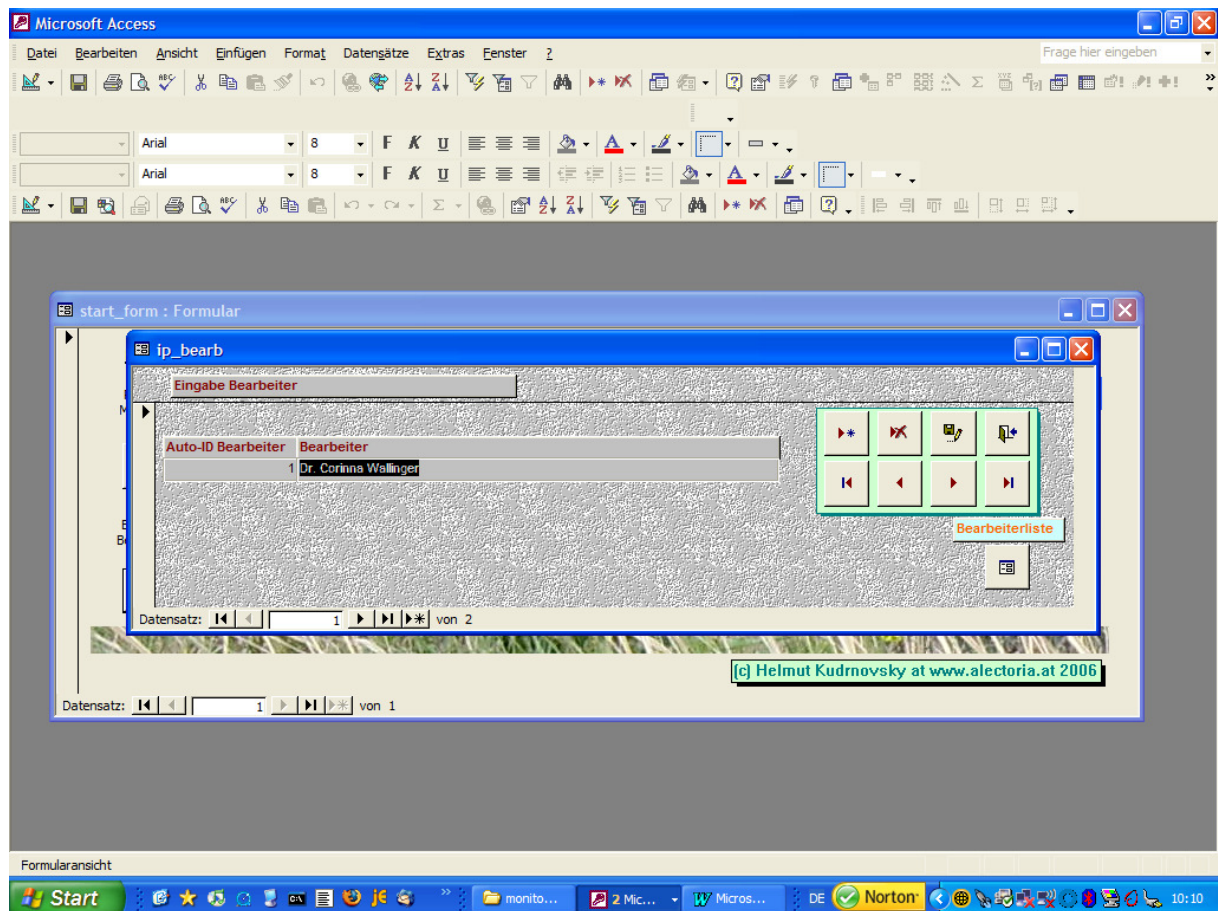 Microsoft Access
Datei Bearbeiten Ansicht Einfügen Format Datensätze Extras Fenster ?
Frage hier eingeben
Arial 8 F K U
Arial 8 F K U
start_form : Formular
ip_bearb
Eingabe Bearbeiter
Auto-ID Bearbeiter Bearbeiter
1 Dr. Corinna Wallinger
Bearbeiterliste
Datensatz: 1 von 2
(c) Helmut Kudrnovsky at www.alectoria.at 2006
Datensatz: 1 von 1
Formularansicht
Start monito... 2 Mic... Micros... DE Norton 10:10